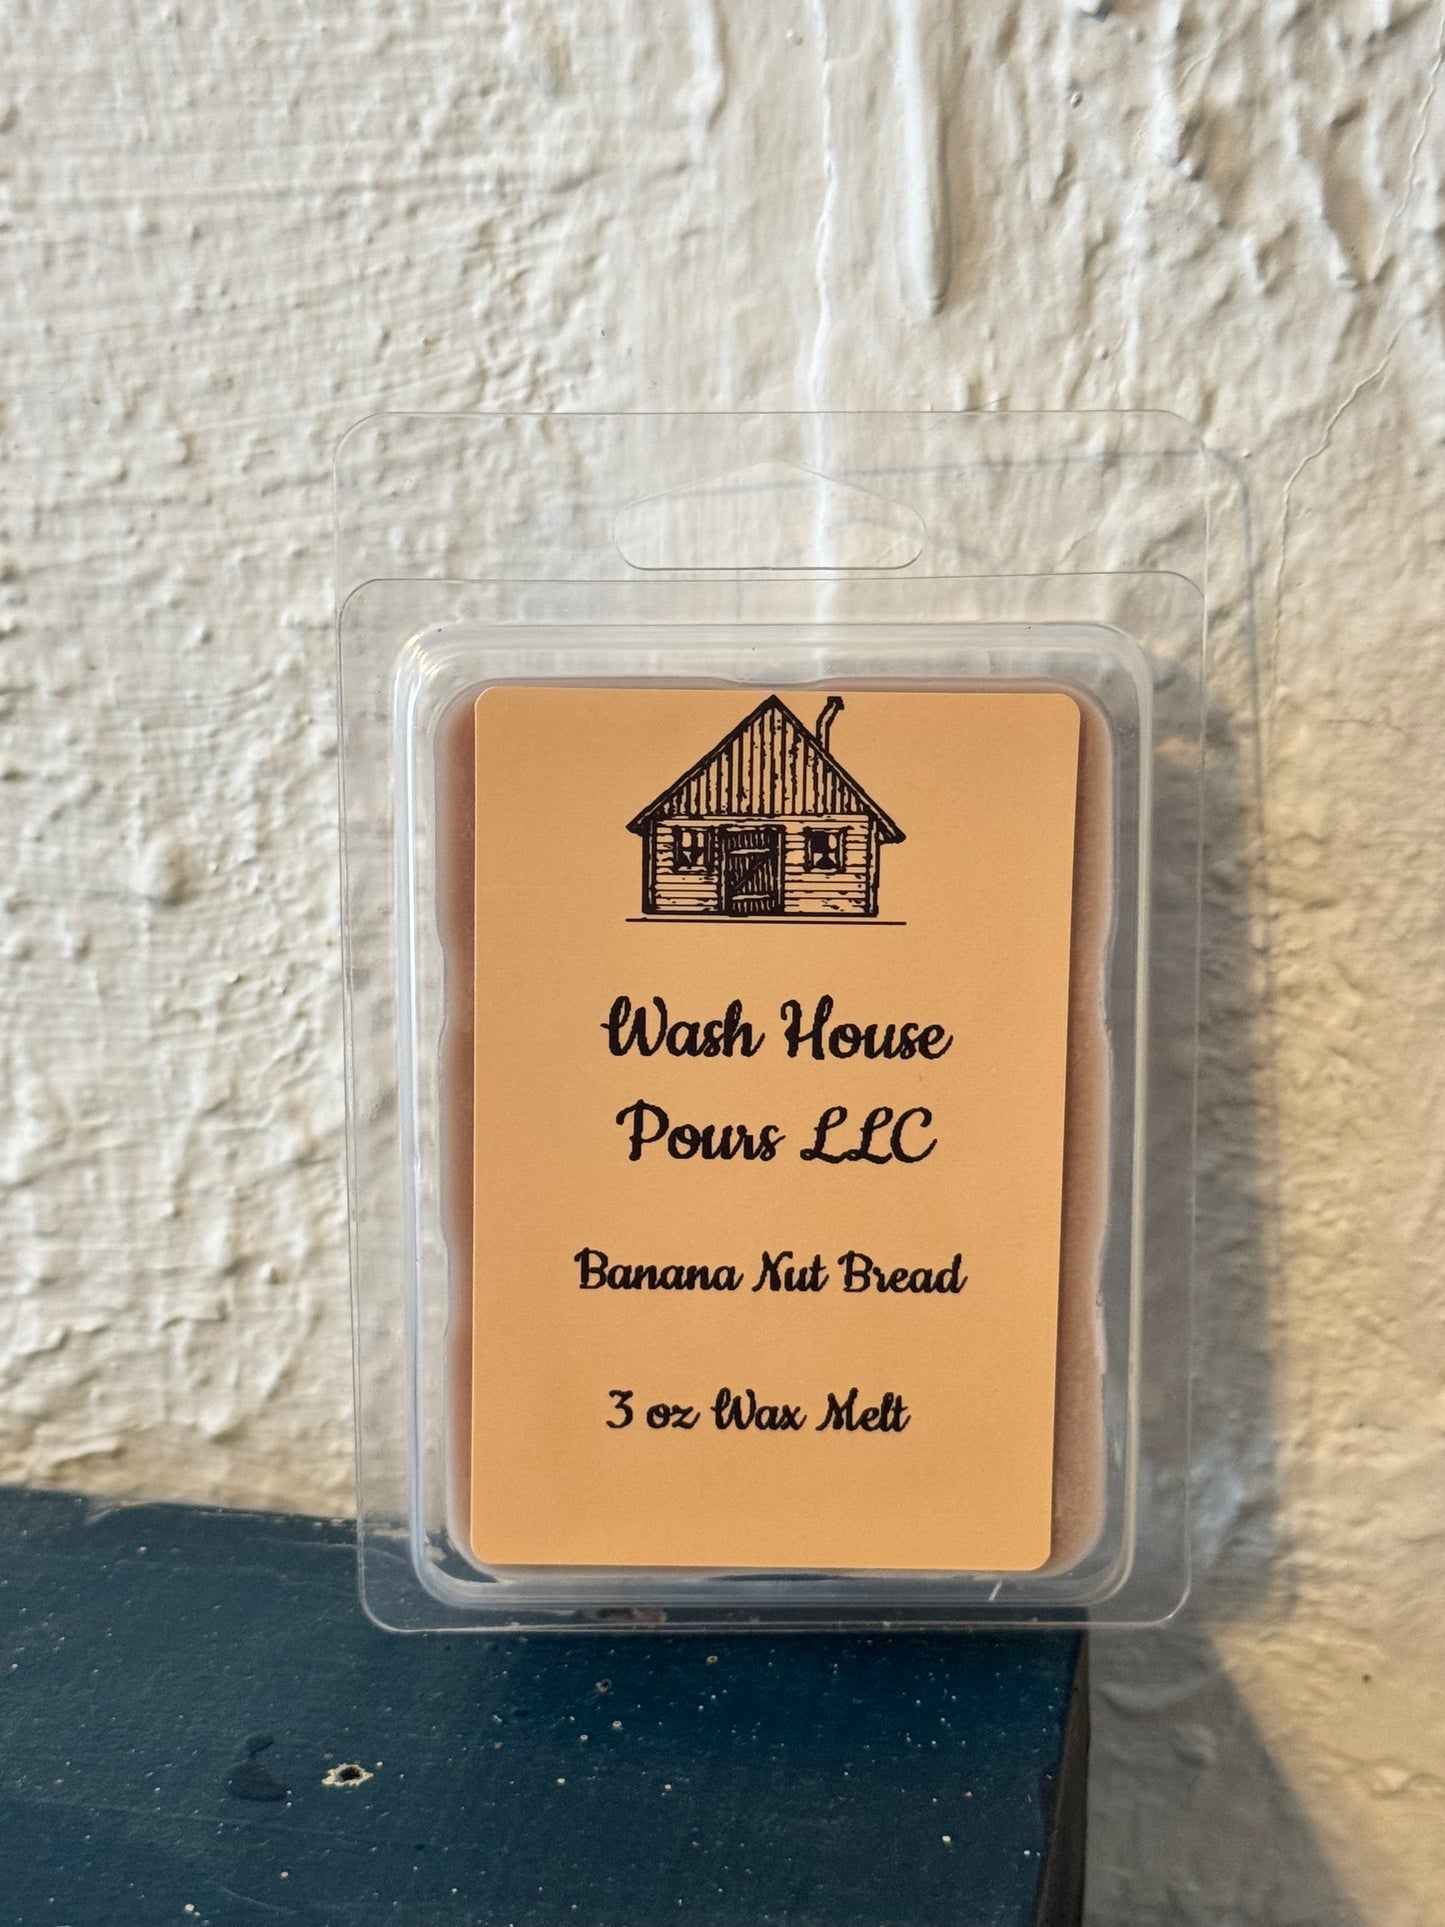 Wash House
Pours LLC
Banana Nut Bread
3 oz Wax Melt